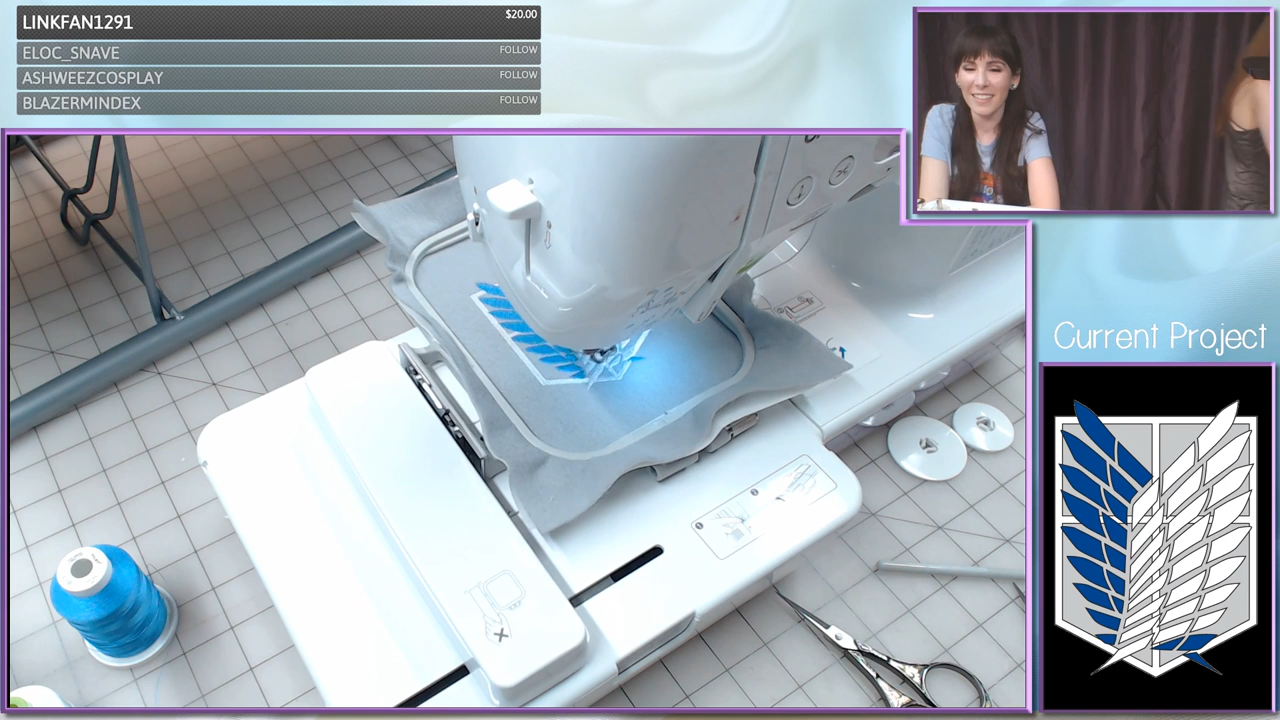 LINKFAN1291 $20.00
ELOC_SNAVE FOLLOW
ASHWEEZCOSPLAY FOLLOW
BLAZERMINDEX FOLLOW
Current Project